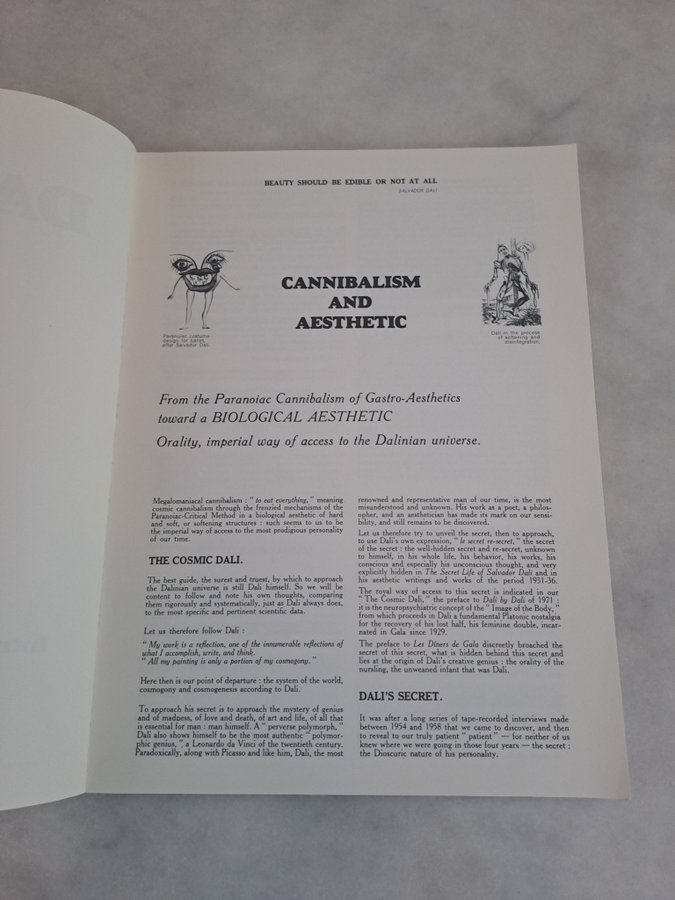 BEAUTY SHOULD BE EDIBLE OR NOT AT ALL
SALVADOR DALI
CANNIBALISM
AND
AESTHETIC
Paranoiac costume
design for ballet,
after Salvador Dali.
Dali in the process
of softening and
disintegration.
From the Paranoiac Cannibalism of Gastro-Aesthetics
toward a BIOLOGICAL AESTHETIC
Orality, imperial way of access to the Dalinian universe.
Megalomaniacal cannibalism : " to eat everything, " meaning
cosmic cannibalism through the frenzied mechanisms of the
Paranoiac-Critical Method in a biological aesthetic of hard
and soft, or softening structures : such seems to us to be
the imperial way of access to the most prodigious personality
of our time.
THE COSMIC DALI.
The best guide, the surest and truest, by which to approach
the Dalinian universe is still Dali himself. So we will be
content to follow and note his own thoughts, comparing
them rigorously and systematically, just as Dali always does,
to the most specific and pertinent scientific data.
Let us therefore follow Dali :
" My work is a reflection, one of the innumerable reflections of
what I accomplish, write, and think.
" All my painting is only a portion of my cosmogony. "
Here then is our point of departure : the system of the world,
cosmogony and cosmogenesis according to Dali.
To approach his secret is to approach the mystery of genius
and of madness, of love and death, of art and life, of all that
is essential for man : man himself. A " perverse polymorph, "
Dali also shows himself to be the most authentic " polymor-
phic genius, " a Leonardo da Vinci of the twentieth century.
Paradoxically, along with Picasso and like him, Dali, the most
renowned and representative man of our time, is the most
misunderstood and unknown. His work as a poet, a philos-
opher, and an aesthetician has made its mark on our sensi-
bility, and still remains to be discovered.
Let us therefore try to unveil the secret, then to approach,
to use Dali's own expression, " le secret re-secret, " the secret
of the secret : the well-hidden secret and re-secret, unknown
to himself, in his whole life, his behavior, his works, his
conscious and especially his unconscious thought, and very
explicitly hidden in The Secret Life of Salvador Dali and in
his aesthetic writings and works of the period 1931-36.
The royal way of access to this secret is indicated in our
" The Cosmic Dali, " the preface to Dali by Dali of 1971 ;
it is the neuropsychiatric concept of the " Image of the Body, "
from which proceeds in Dali a fundamental Platonic nostalgia
for the recovery of his lost half, his feminine double, incar-
nated in Gala since 1929.
The preface to Les Dîners de Gala discreetly broached the
secret of this secret, what is hidden behind this secret and
lies at the origin of Dali's creative genius : the orality of the
nursling, the unweaned infant that was Dali.
DALI'S SECRET.
It was after a long series of tape-recorded interviews made
between 1954 and 1958 that we came to discover, and then
to reveal to our truly patient " patient " — for neither of us
knew where we were going in those four years — the secret :
the Dioscuric nature of his personality.